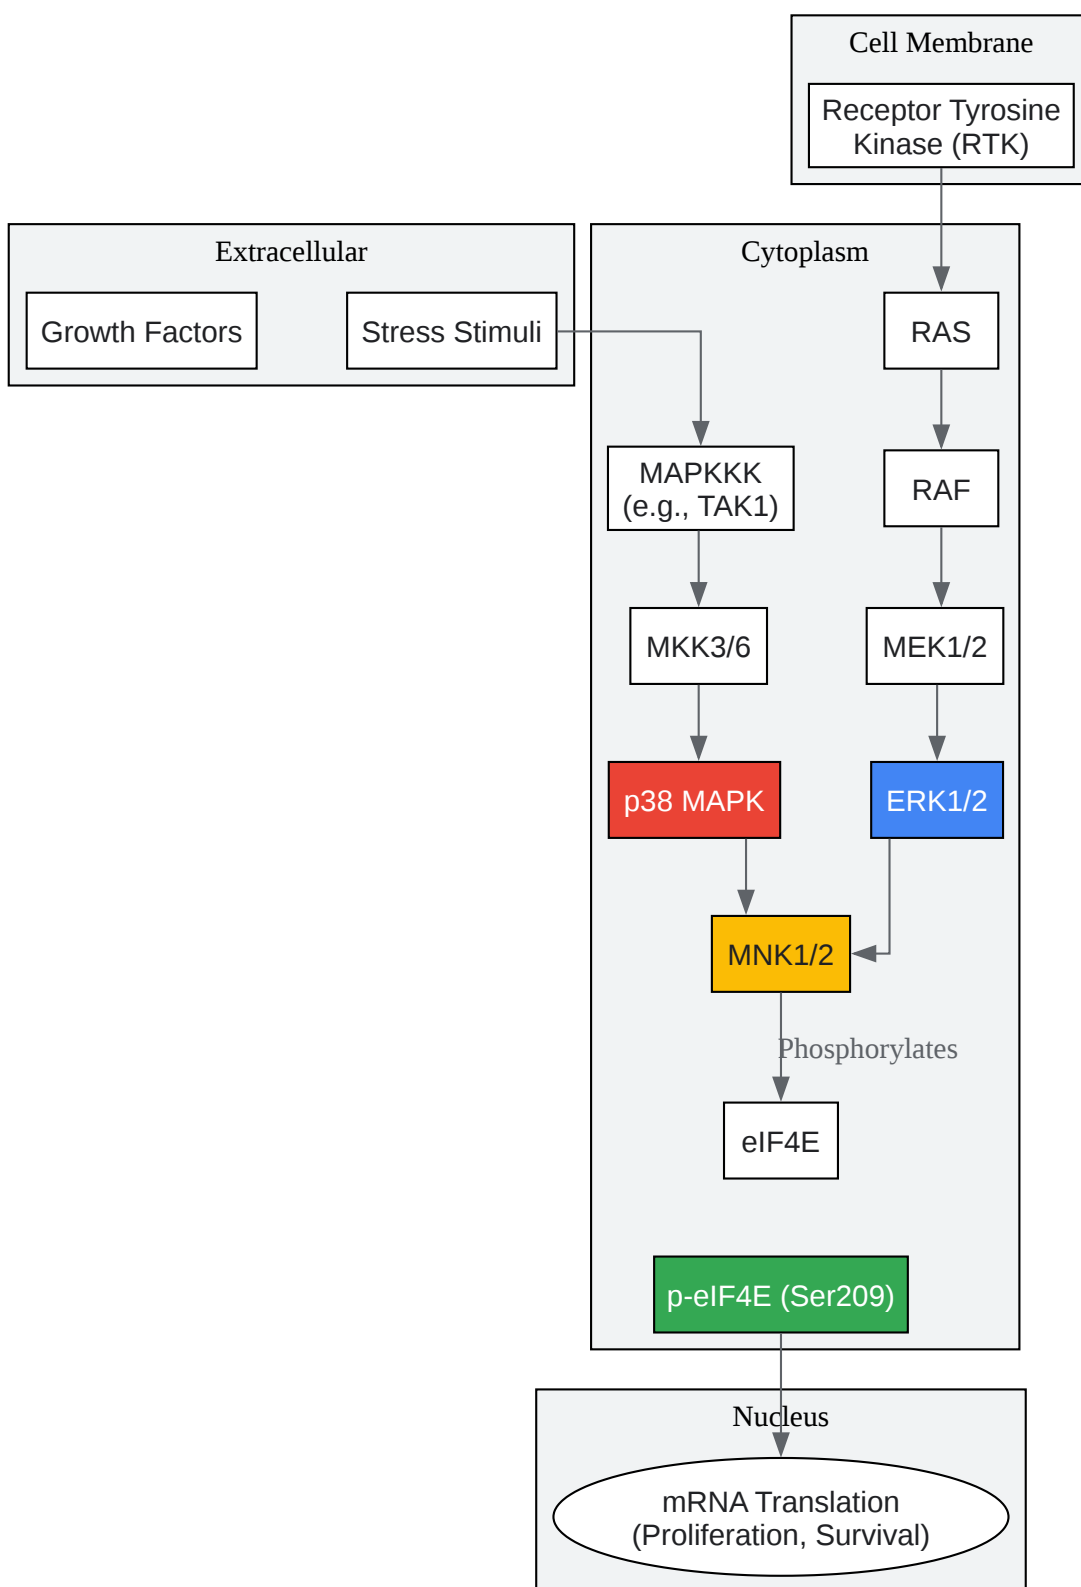 Cell Membrane
Receptor Tyrosine
Kinase (RTK)
Extracellular
Growth Factors
Stress Stimuli
Cytoplasm
RAS
MAPKKK
(e.g., TAK1)
RAF
MKK3/6
MEK1/2
p38 MAPK
ERK1/2
MNK1/2
Phosphorylates
eIF4E
p-eIF4E (Ser209)
Nucleus
mRNA Translation
(Proliferation, Survival)